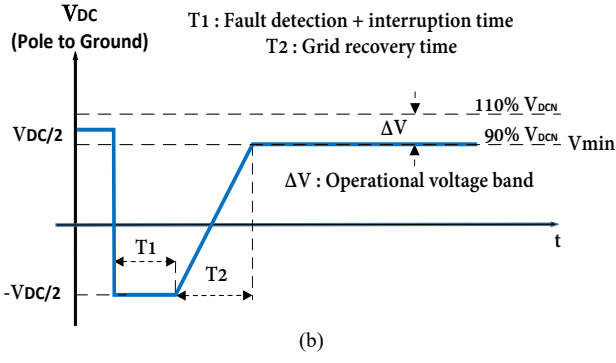 VDC
(Pole to Ground)
T1 : Fault detection + interruption time
T2 : Grid recovery time
110% VDCN
ΔV
VDC/2
90% VDCN
Vmin
ΔV : Operational voltage band
t
T1
T2
-VDC/2
(b)